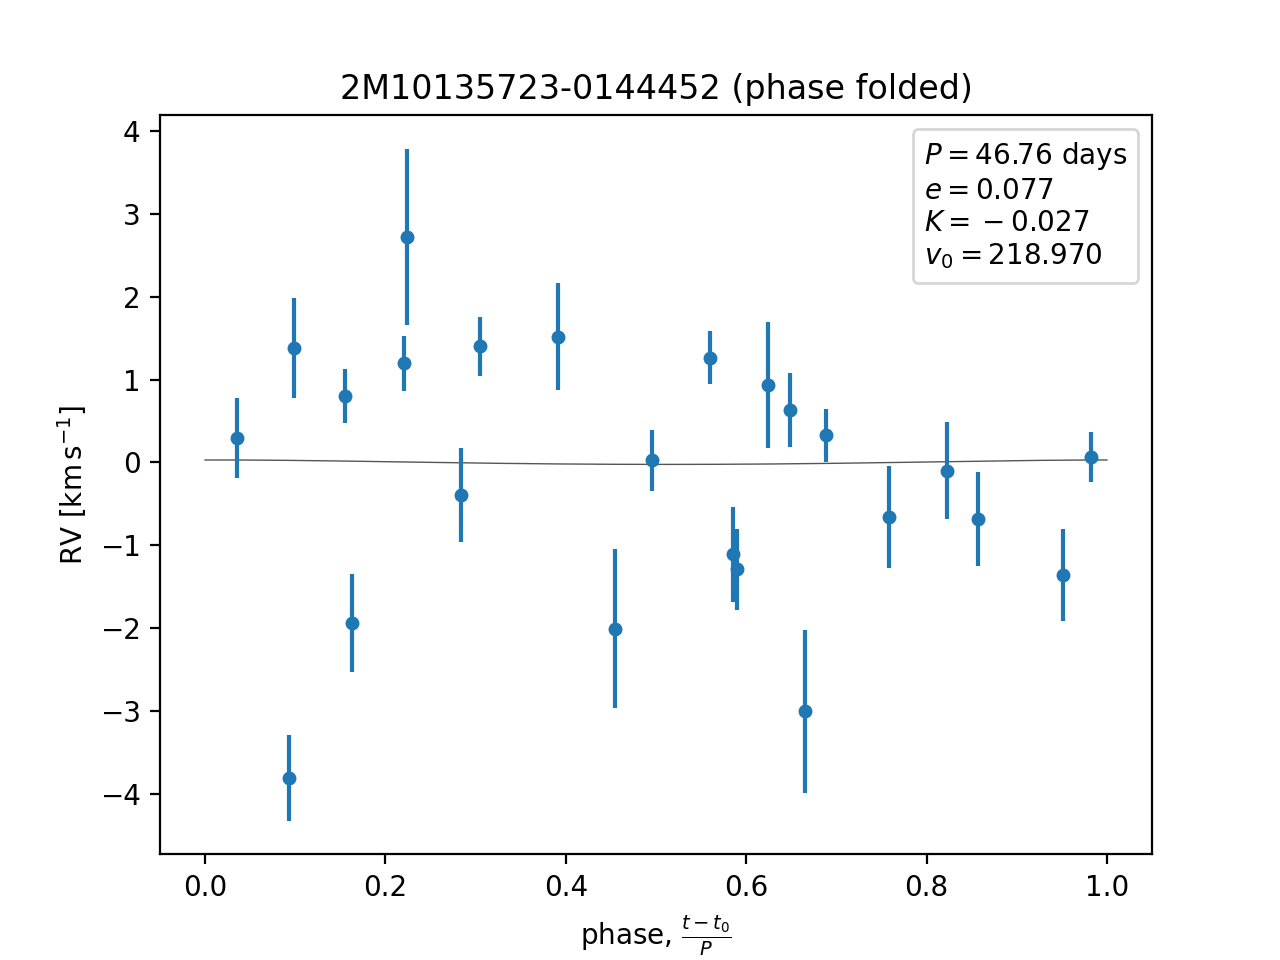 2M10135723-0144452 (phase folded)
P = 46.76 days
e = 0.077
K = −0.027
v₀ = 218.970
RV [km s⁻¹]
4
3
2
1
0
−1
−2
−3
−4
0.0 0.2 0.4 0.6 0.8 1.0
phase, (t − t₀)/P